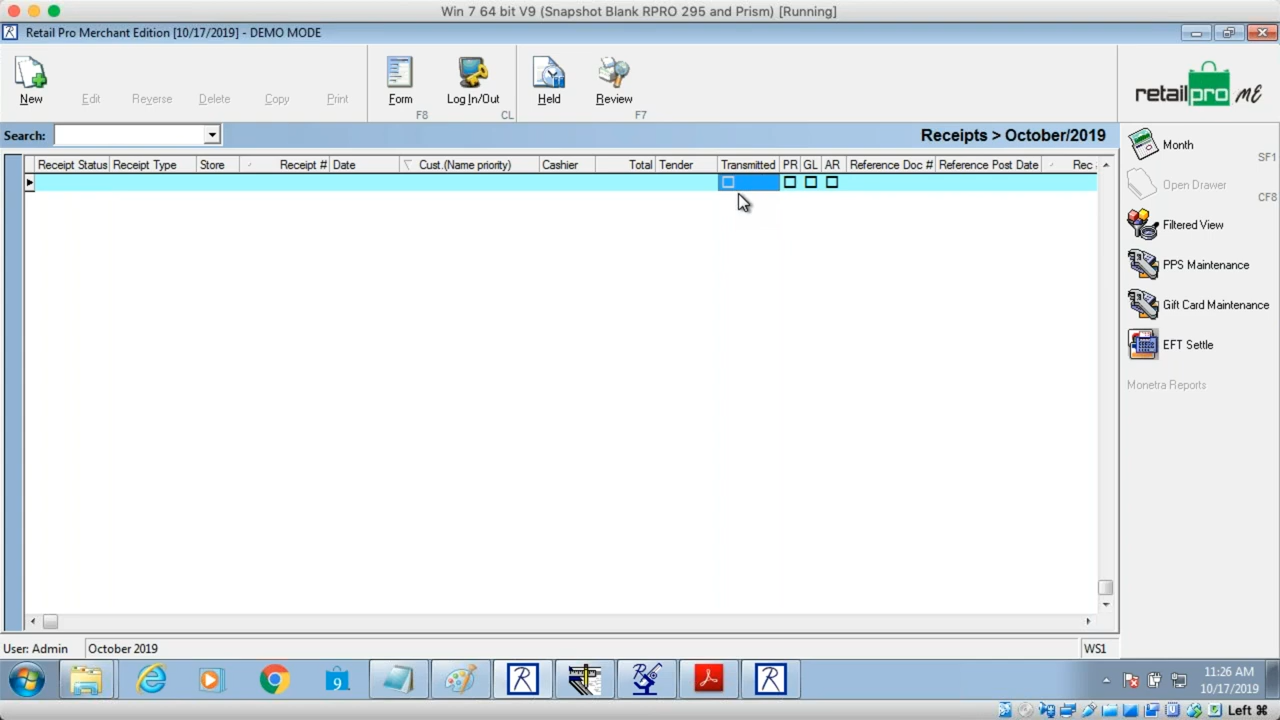 Win 7 64 bit V9 (Snapshot Blank RPRO 295 and Prism) [Running]
Retail Pro Merchant Edition [10/17/2019] - DEMO MODE
New
Edit
Reverse
Delete
Copy
Print
Form
F8
Log In/Out
CL
Held
Review
F7
retailpro ME
Search:
Receipts > October/2019
Receipt Status Receipt Type Store Receipt # Date Cust.(Name priority) Cashier Total Tender Transmitted PR GL AR Reference Doc # Reference Post Date Rec
Month
SF1
Open Drawer
CF8
Filtered View
PPS Maintenance
Gift Card Maintenance
EFT Settle
Monetra Reports
User: Admin October 2019 WS1
9
11:26 AM
10/17/2019
Left ⌘